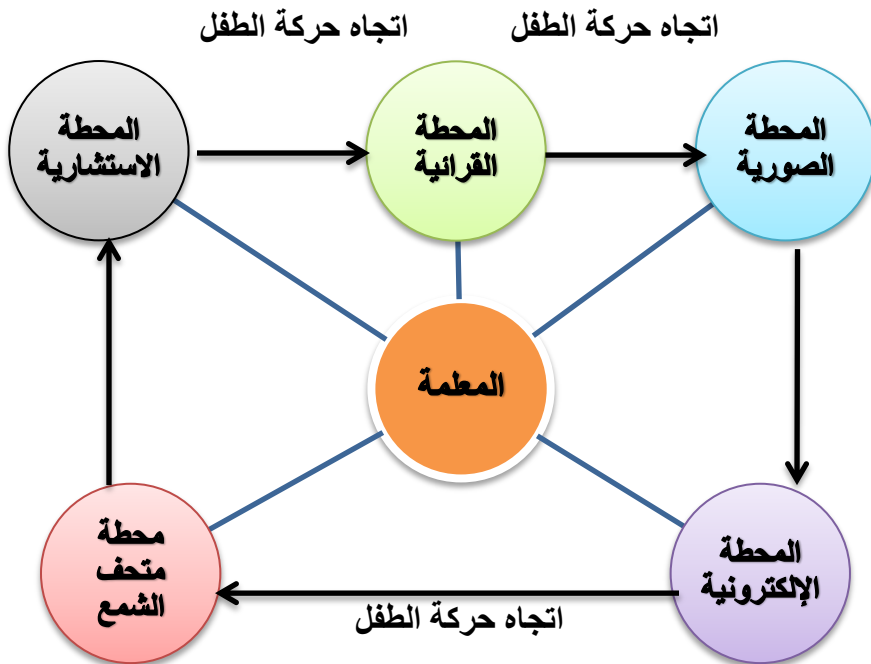 اتجاه حركة الطفل
اتجاه حركة الطفل
المحطة
الصورية
المحطة
القرائية
المحطة
الاستشارية
المعلمة
المحطة
الإلكترونية
محطة
متحف
الشمع
اتجاه حركة الطفل